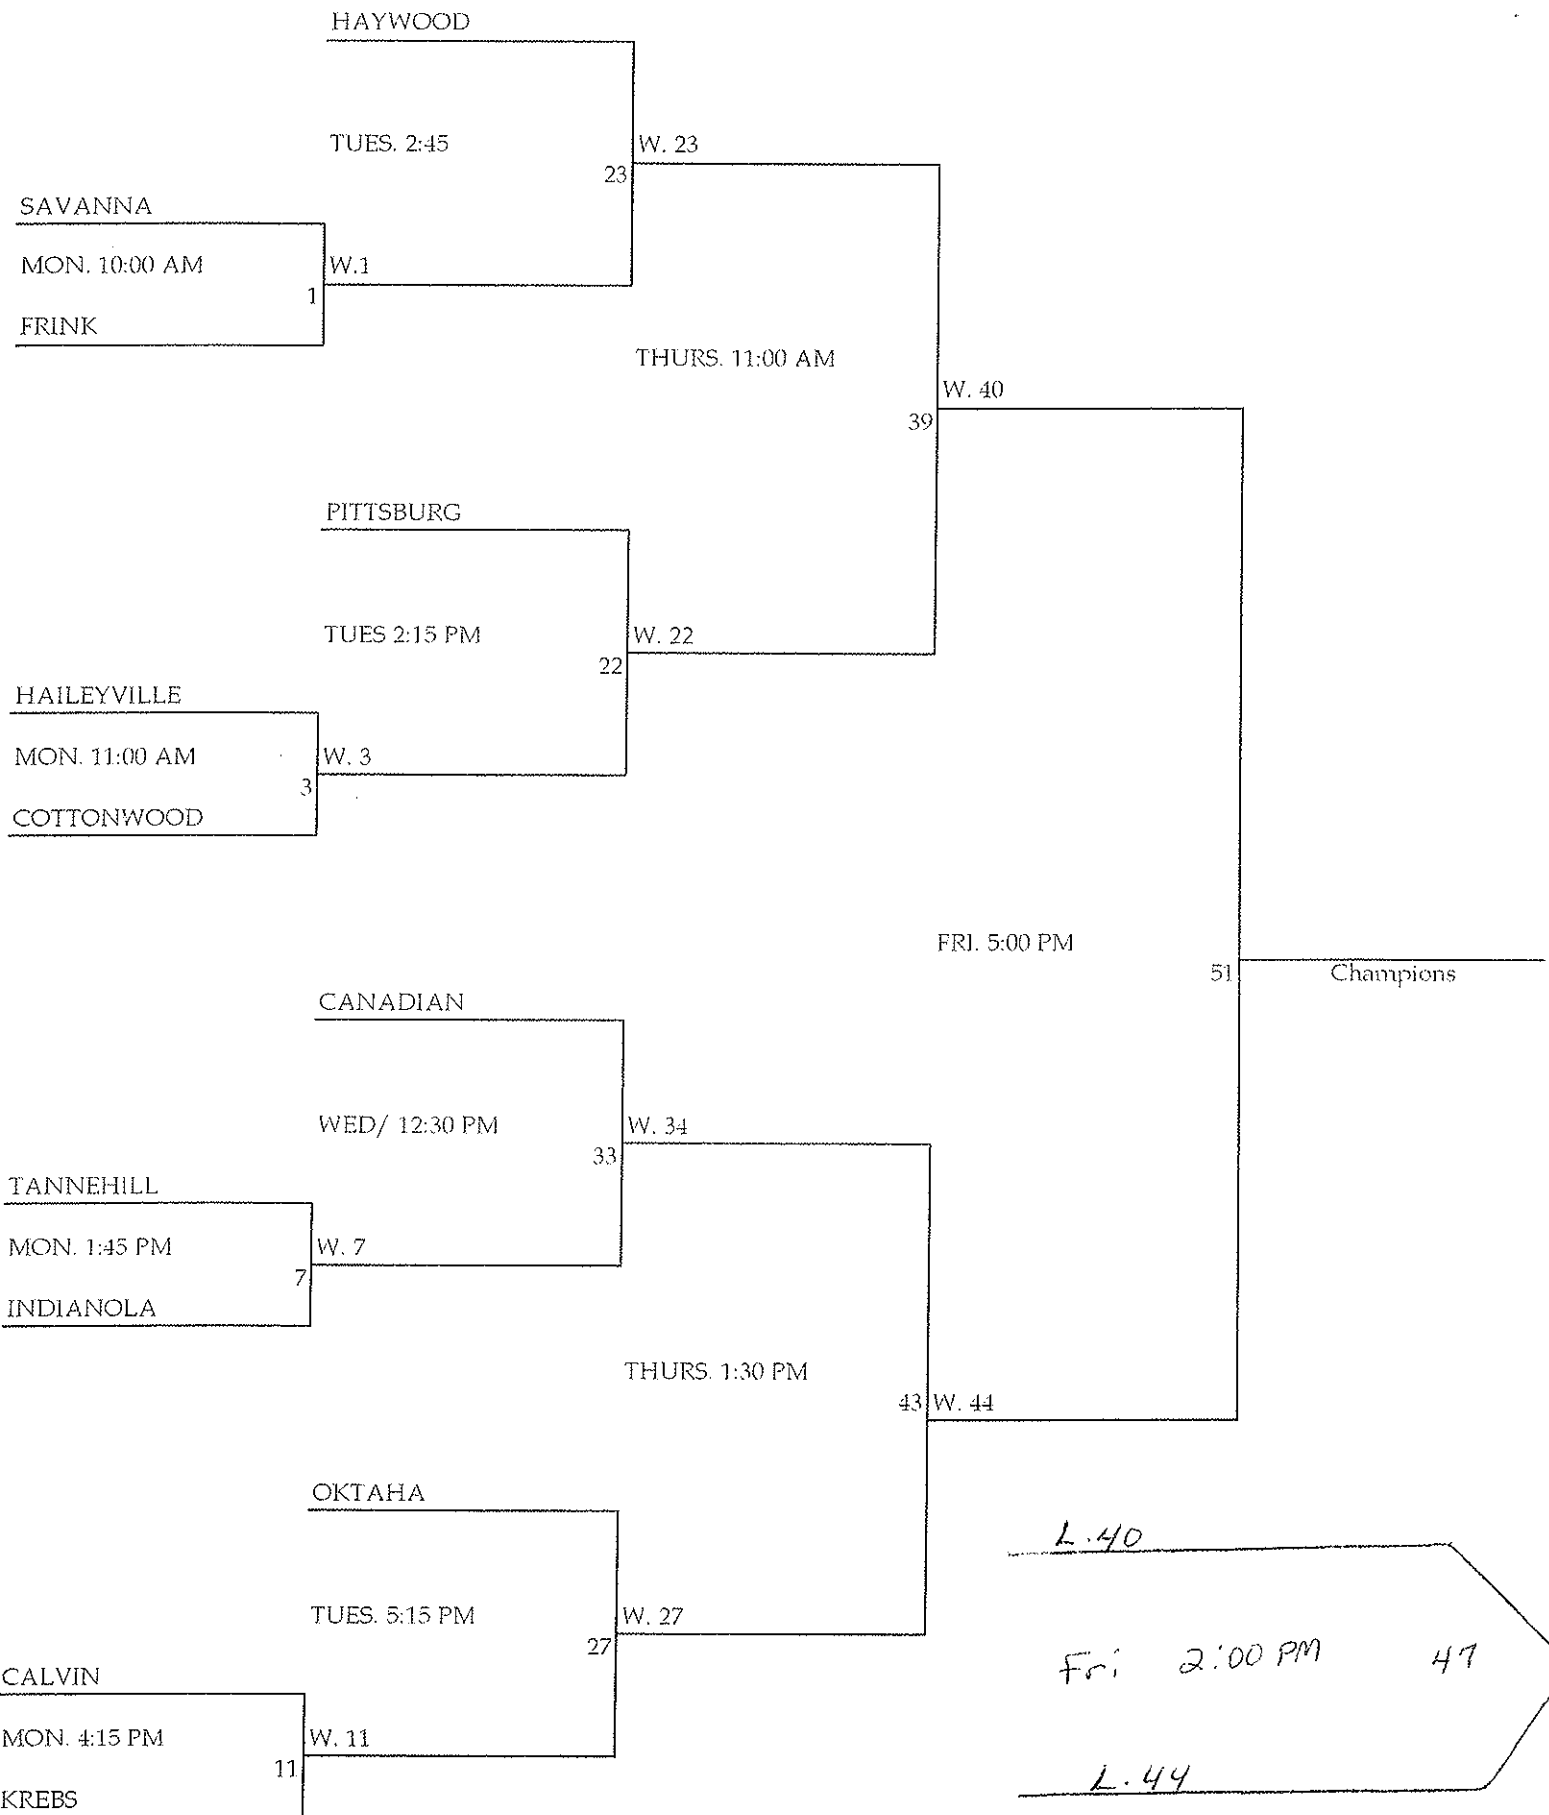 HAYWOOD
TUES. 2:45
W. 23
23
SAVANNA
MON. 10:00 AM
W.1
1
FRINK
THURS. 11:00 AM
W. 40
39
PITTSBURG
TUES 2:15 PM
W. 22
22
HAILEYVILLE
MON. 11:00 AM
W. 3
3
COTTONWOOD
FRI. 5:00 PM
51
Champions
CANADIAN
WED/ 12:30 PM
W. 34
33
TANNEHILL
MON. 1:45 PM
W. 7
7
INDIANOLA
THURS. 1:30 PM
43
W. 44
OKTAHA
L.40
TUES. 5:15 PM
W. 27
27
Fri 2:00 PM 47
CALVIN
MON. 4:15 PM
W. 11
11
L.44
KREBS